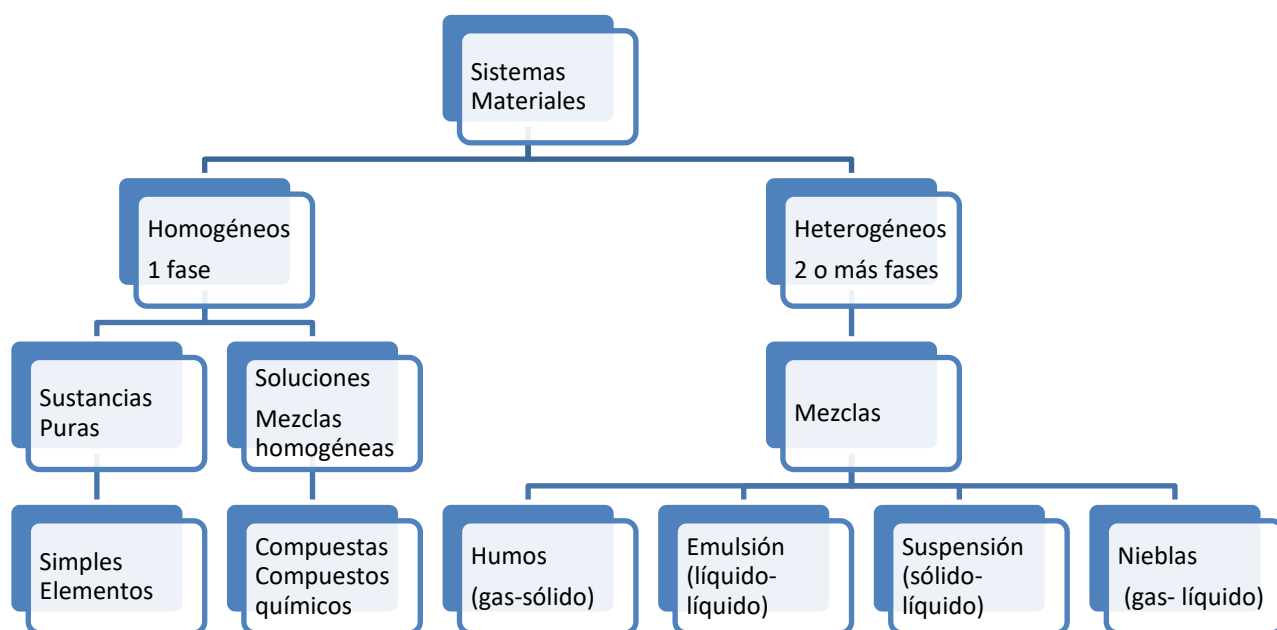 Sistemas
Materiales
Homogéneos
1 fase
Heterogéneos
2 o más fases
Sustancias
Puras
Soluciones
Mezclas
homogéneas
Mezclas
Simples
Elementos
Compuestas
Compuestos
químicos
Humos
(gas-sólido)
Emulsión
(líquido-
líquido)
Suspensión
(sólido-
líquido)
Nieblas
(gas- líquido)